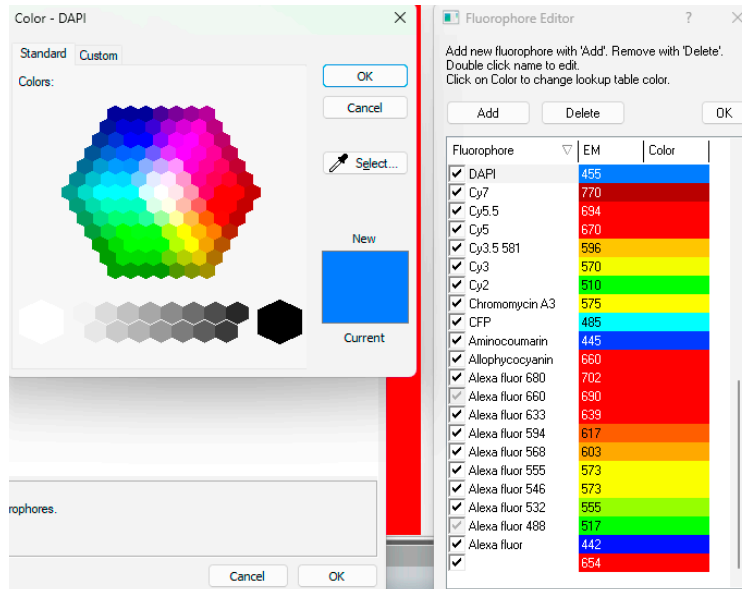 Color - DAPI
Standard
Custom
Colors:
OK
Cancel
Select...
New
Current
rophores.
Cancel
OK
Fluorophore Editor
?
Add new fluorophore with 'Add'. Remove with 'Delete'.
Double click name to edit.
Click on Color to change lookup table color.
Add
Delete
OK
Fluorophore EM Color
DAPI 455
Cy7 770
Cy5.5 694
Cy5 670
Cy3.5 581 596
Cy3 570
Cy2 510
Chromomycin A3 575
CFP 485
Aminocoumarin 445
Allophycocyanin 660
Alexa fluor 680 702
Alexa fluor 660 690
Alexa fluor 633 639
Alexa fluor 594 617
Alexa fluor 568 603
Alexa fluor 555 573
Alexa fluor 546 573
Alexa fluor 532 555
Alexa fluor 488 517
Alexa fluor 442
654